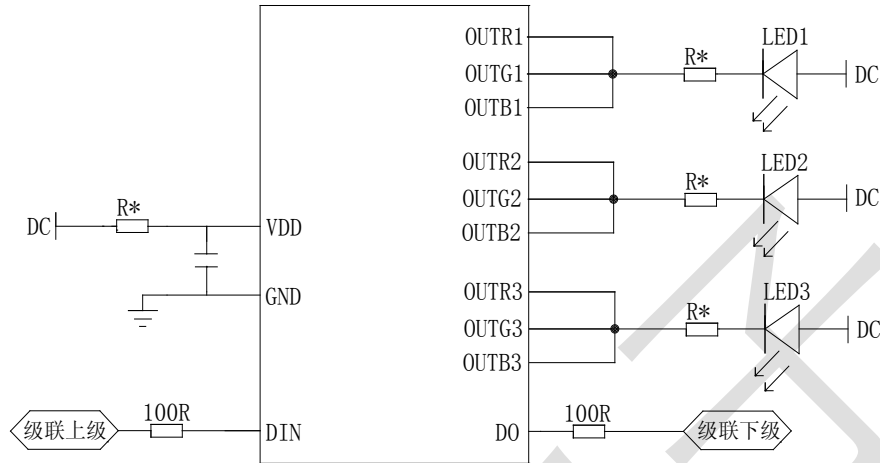 OUTR1
LED1
R*
OUTG1
DC
OUTB1
OUTR2
LED2
R*
OUTG2
DC
OUTB2
R*
DC
VDD
GND
OUTR3
LED3
R*
OUTG3
DC
OUTB3
100R
级联上级
DIN
DO
100R
级联下级